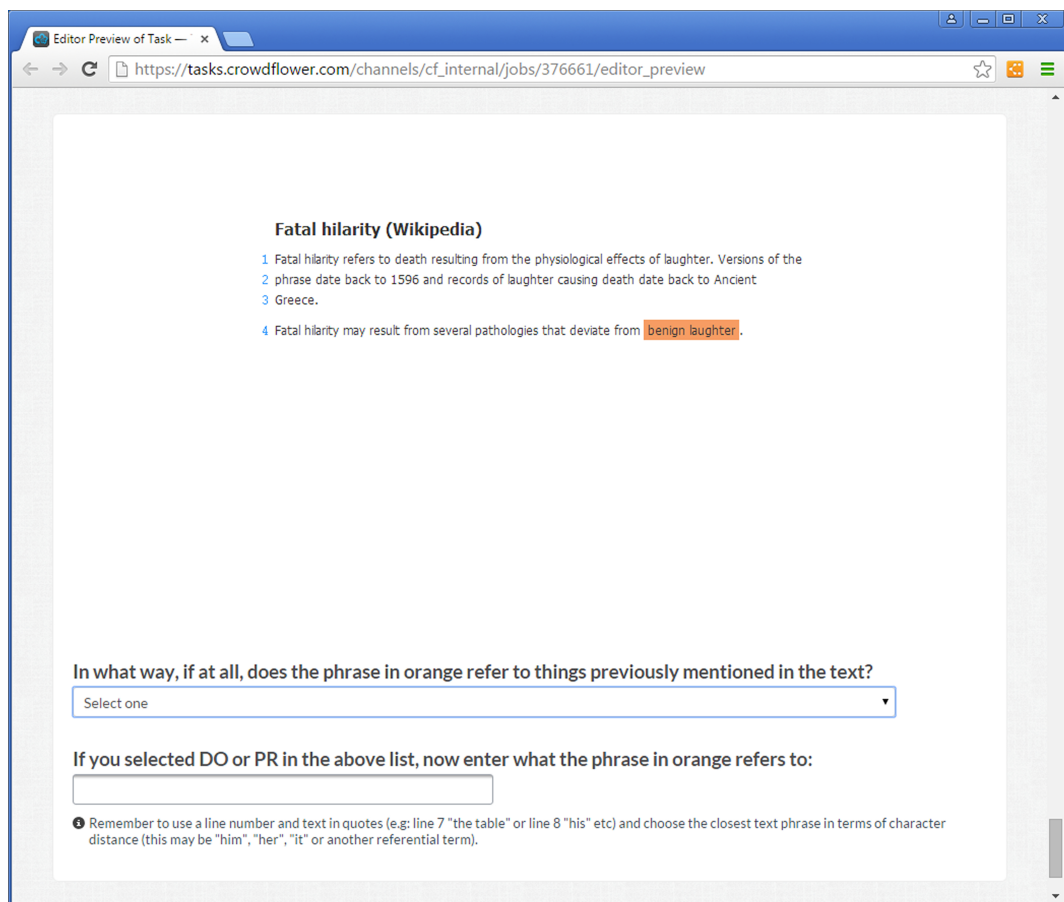 Editor Preview of Task —
https://tasks.crowdflower.com/channels/cf_internal/jobs/376661/editor_preview
Fatal hilarity (Wikipedia)
1 Fatal hilarity refers to death resulting from the physiological effects of laughter. Versions of the
2 phrase date back to 1596 and records of laughter causing death date back to Ancient
3 Greece.
4 Fatal hilarity may result from several pathologies that deviate from benign laughter.
In what way, if at all, does the phrase in orange refer to things previously mentioned in the text?
Select one
If you selected DO or PR in the above list, now enter what the phrase in orange refers to:
Remember to use a line number and text in quotes (e.g: line 7 "the table" or line 8 "his" etc) and choose the closest text phrase in terms of character
distance (this may be "him", "her", "it" or another referential term).